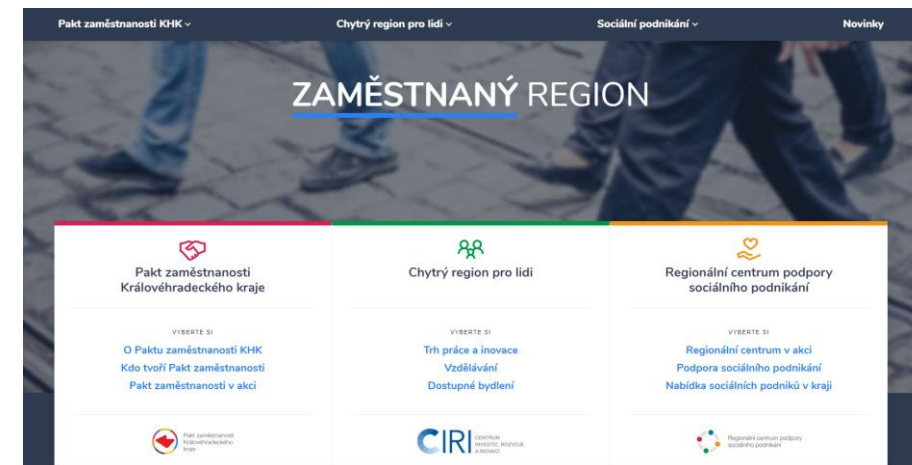 Pakt zaměstnanosti KHK
Chytrý region pro lidi
Sociální podnikání
Novinky
ZAMĚSTNANÝ REGION
Pakt zaměstnanosti
Královéhradeckého kraje
VYBERTE SI
O Paktu zaměstnanosti KHK
Kdo tvoří Pakt zaměstnanosti
Pakt zaměstnanosti v akci
Pakt zaměstnanosti
Královéhradeckého
kraje
Chytrý region pro lidi
VYBERTE SI
Trh práce a inovace
Vzdělávání
Dostupné bydlení
CIRI
CENTRUM
INVESTIC, ROZVOJE
A INOVACÍ
Regionální centrum podpory
sociálního podnikání
VYBERTE SI
Regionální centrum v akci
Podpora sociálního podnikání
Nabídka sociálních podniků v kraji
Regionální centrum podpory
sociálního podnikání